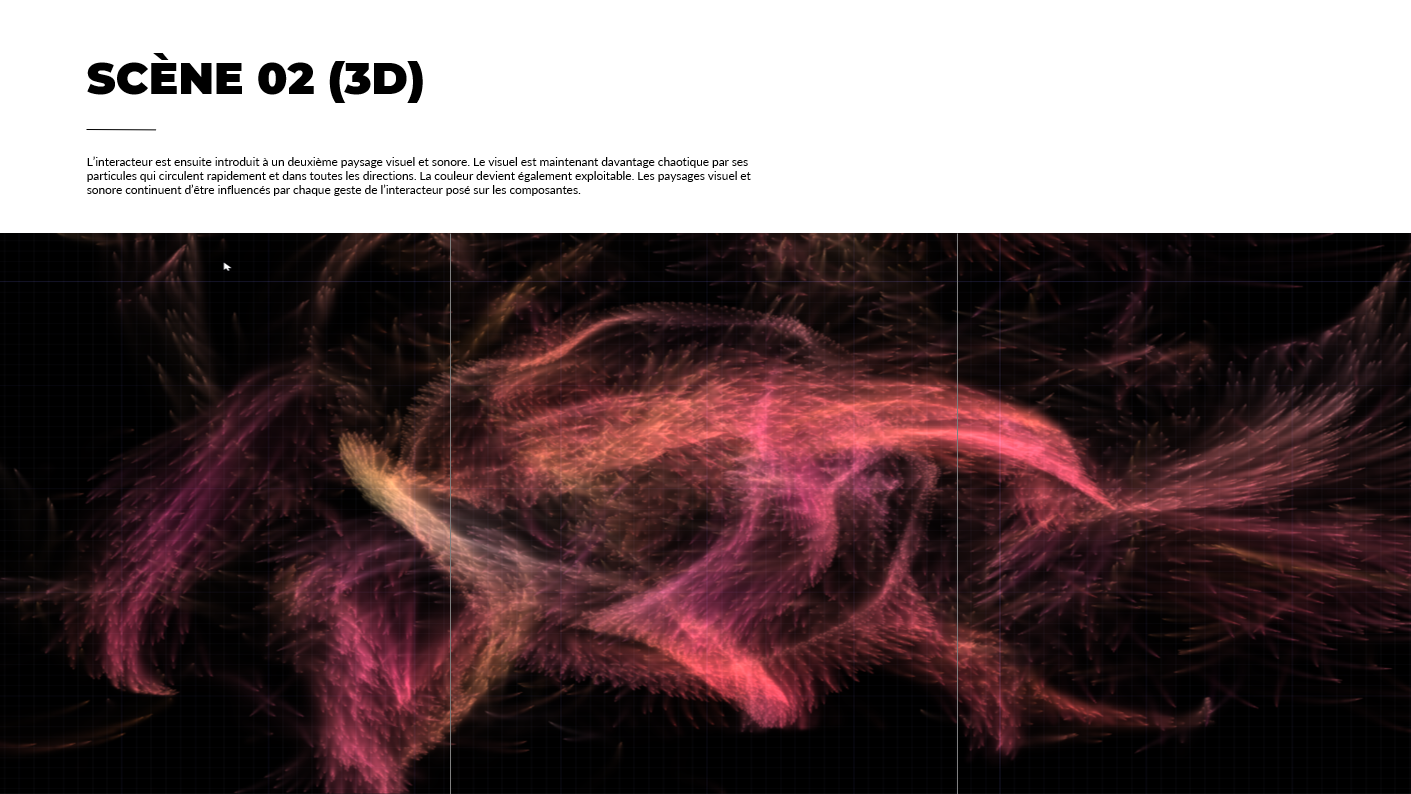 SCÈNE 02 (3D)
L’interacteur est ensuite introduit à un deuxième paysage visuel et sonore. Le visuel est maintenant davantage chaotique par ses
particules qui circulent rapidement et dans toutes les directions. La couleur devient également exploitable. Les paysages visuel et
sonore continuent d’être influencés par chaque geste de l’interacteur posé sur les composantes.